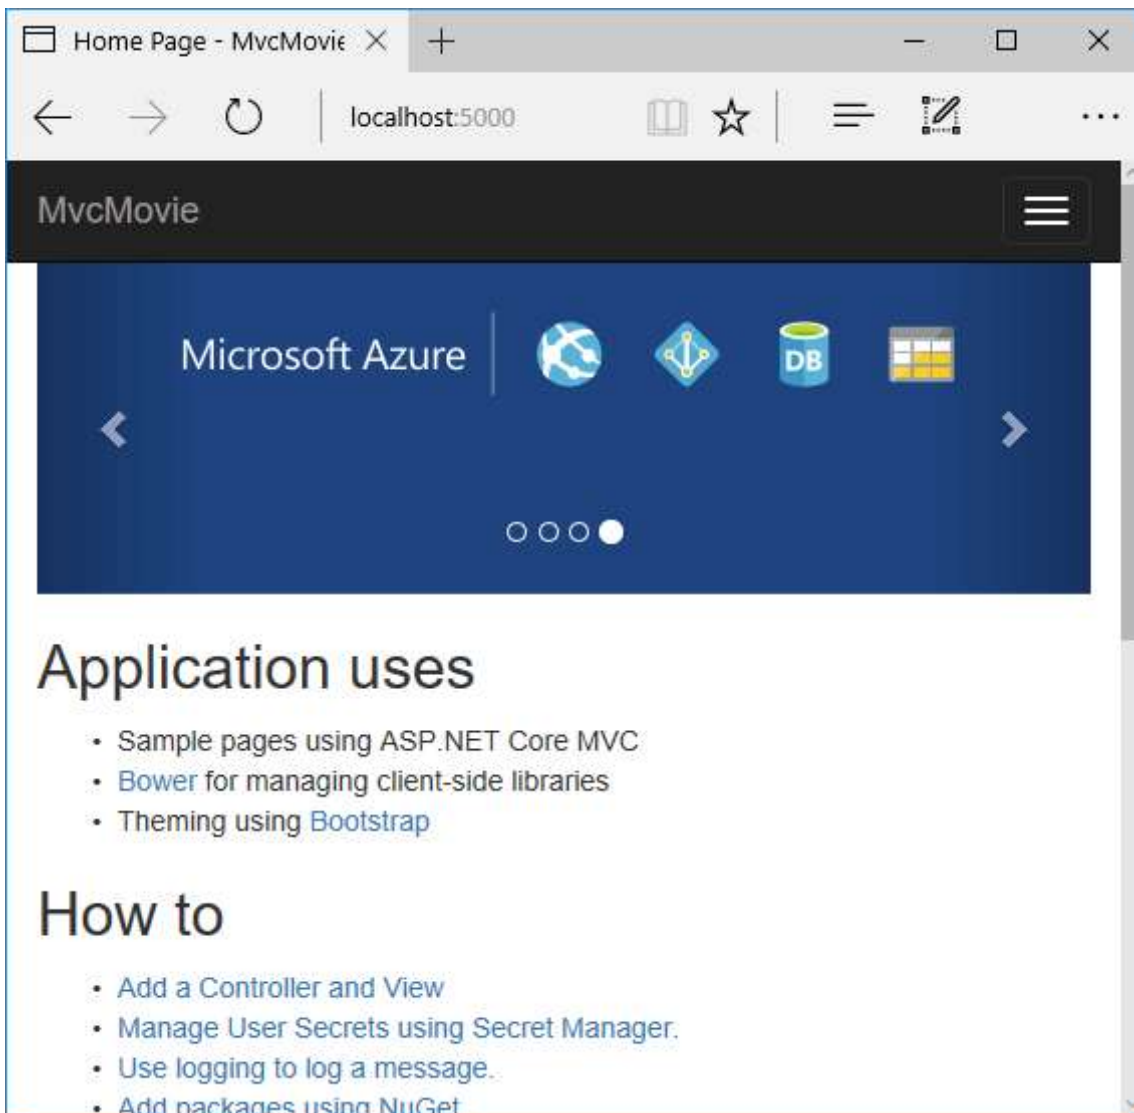 Home Page - MvcMovie
localhost:5000
MvcMovie
Microsoft Azure
DB
Application uses
• Sample pages using ASP.NET Core MVC
• Bower for managing client-side libraries
• Theming using Bootstrap
How to
• Add a Controller and View
• Manage User Secrets using Secret Manager.
• Use logging to log a message.
• Add packages using NuGet